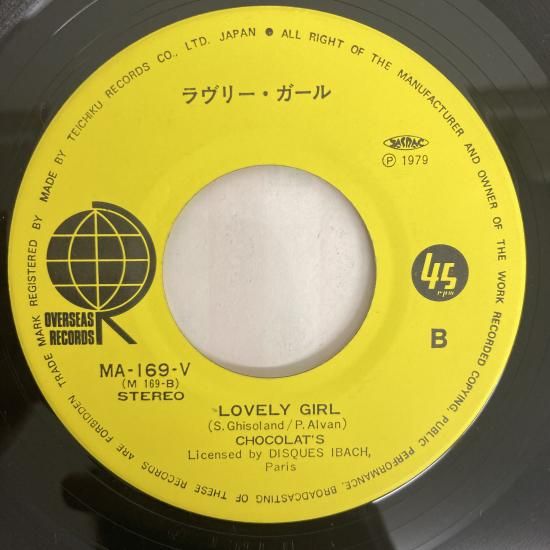 TRADE MARK REGISTERED BY MADE BY TEICHIKU RECORDS CO., LTD. JAPAN • ALL RIGHT OF THE MANUFACTURER AND OWNER OF THE WORK RECORDED COPYING, PUBLIC PERFORMANCE, BROADCASTING OF THESE RECORDS ARE FORBIDDEN
ラヴリー・ガール
JASRAC
Ⓟ 1979
OVERSEAS
RECORDS
45
rpm
B
MA-169-V
(M 169-B)
STEREO
LOVELY GIRL
(S. Ghisoland/P. Alvan)
CHOCOLAT'S
Licensed by DISQUES IBACH,
Paris